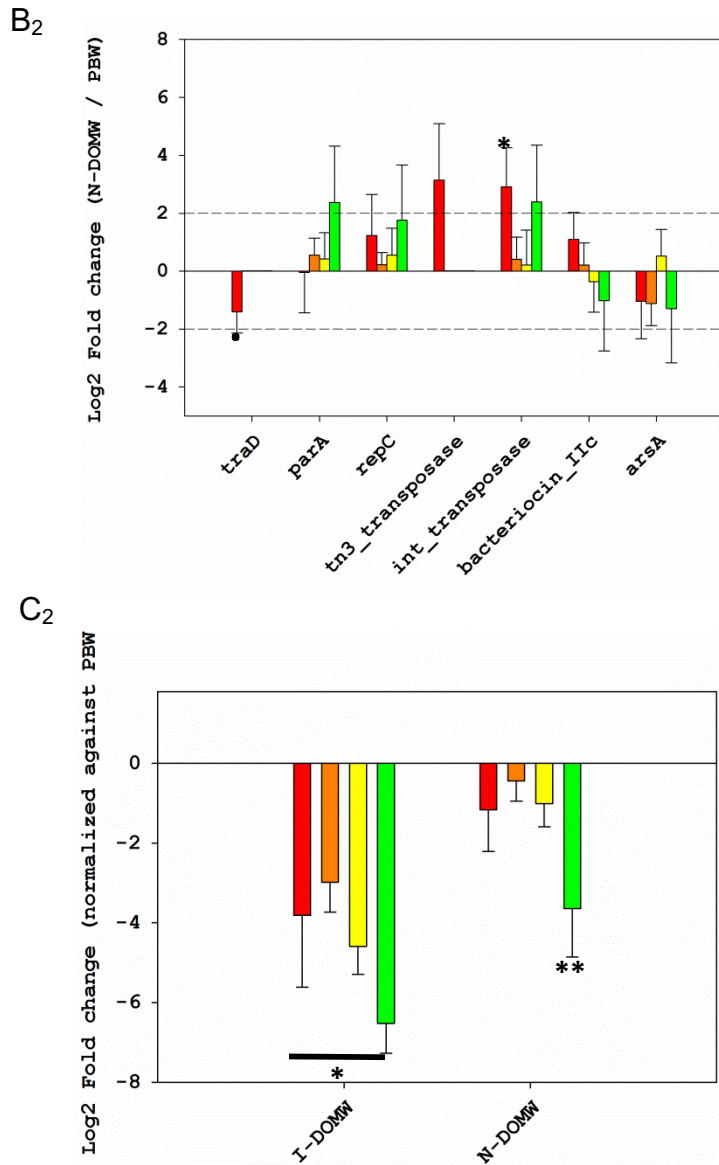 B2
Log2 Fold change (N-DOMW / PBW)
8
6
4
2
0
-2
-4
*
•
traD
parA
repC
tn3_transposase
int_transposase
bacteriocin_IIc
arsA
C2
Log2 Fold change (normalized against PBW
0
-2
-4
-6
-8
*
**
I-DOMW
N-DOMW